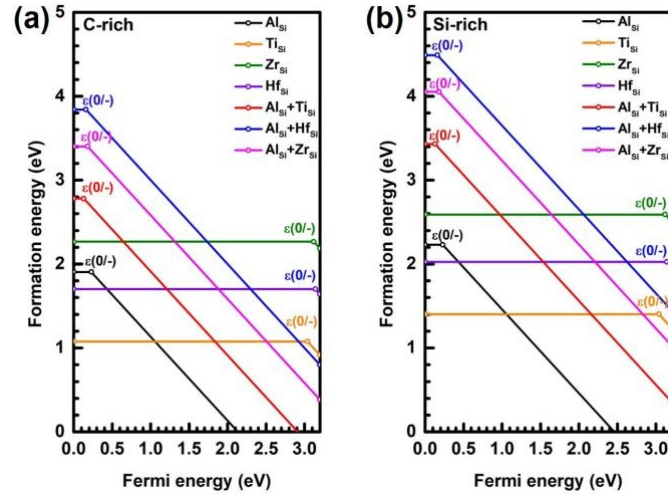 (a)
C-rich
Al_Si
Ti_Si
Zr_Si
Hf_Si
Al_Si+Ti_Si
Al_Si+Hf_Si
Al_Si+Zr_Si
ε(0/-)
ε(0/-)
ε(0/-)
ε(0/-)
ε(0/-)
ε(0/-)
ε(0/-)
5
4
3
2
1
0
Formation energy (eV)
0.0 0.5 1.0 1.5 2.0 2.5 3.0
Fermi energy (eV)
(b)
Si-rich
Al_Si
Ti_Si
Zr_Si
Hf_Si
Al_Si+Ti_Si
Al_Si+Hf_Si
Al_Si+Zr_Si
ε(0/-)
ε(0/-)
ε(0/-)
ε(0/-)
ε(0/-)
ε(0/-)
ε(0/-)
5
4
3
2
1
0
Formation energy (eV)
0.0 0.5 1.0 1.5 2.0 2.5 3.0
Fermi energy (eV)